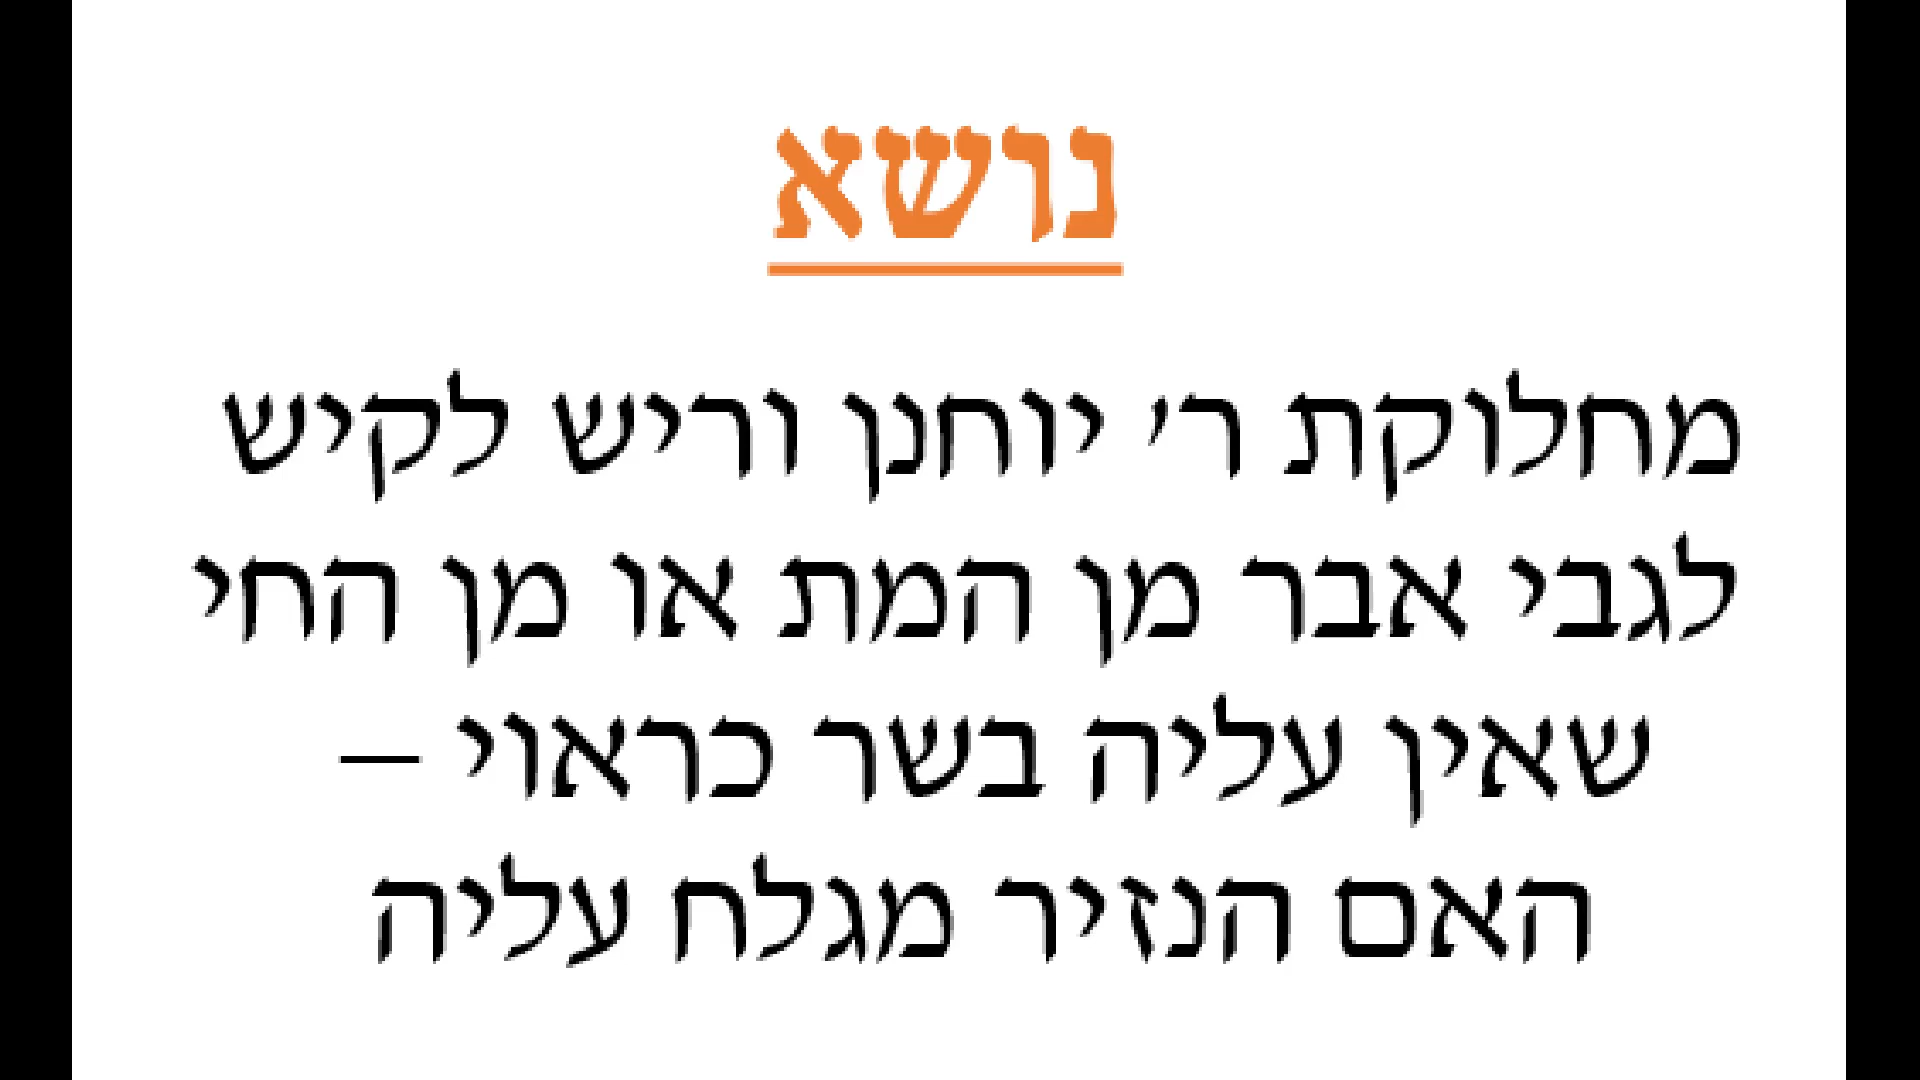 נושא
מחלוקת ר' יוחנן וריש לקיש
לגבי אבר מן המת או מן החי
שאין עליה בשר כראוי –
האם הנזיר מגלח עליה